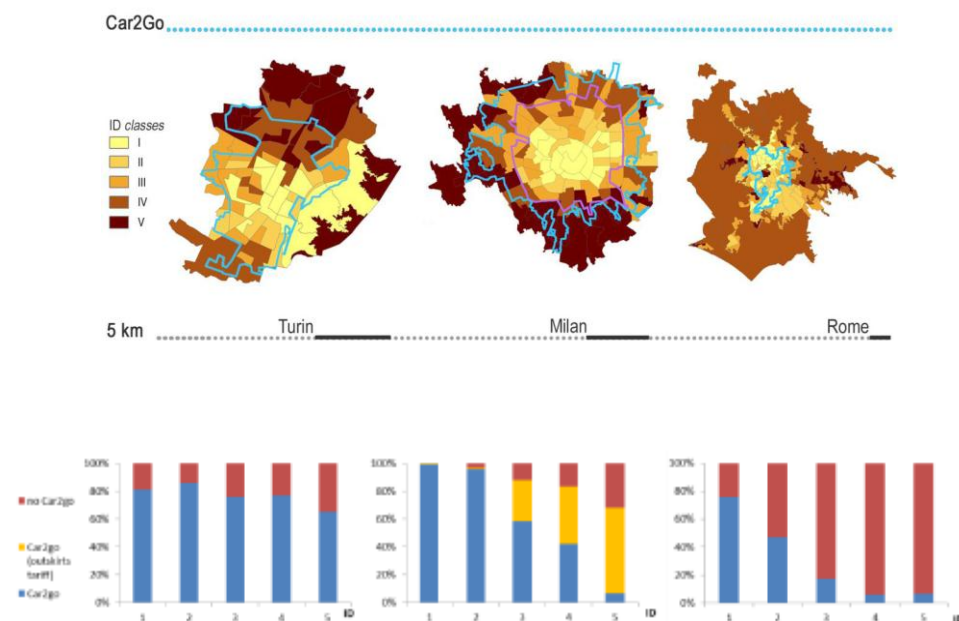 Car2Go
ID classes
I
II
III
IV
V
5 km
Turin
Milan
Rome
100%
80%
60%
40%
20%
0%
1
2
3
4
5
ID
100%
80%
60%
40%
20%
0%
1
2
3
4
5
ID
100%
80%
60%
40%
20%
0%
1
2
3
4
5
no Car2go
Car2go
(outskirts
tariff)
Car2go